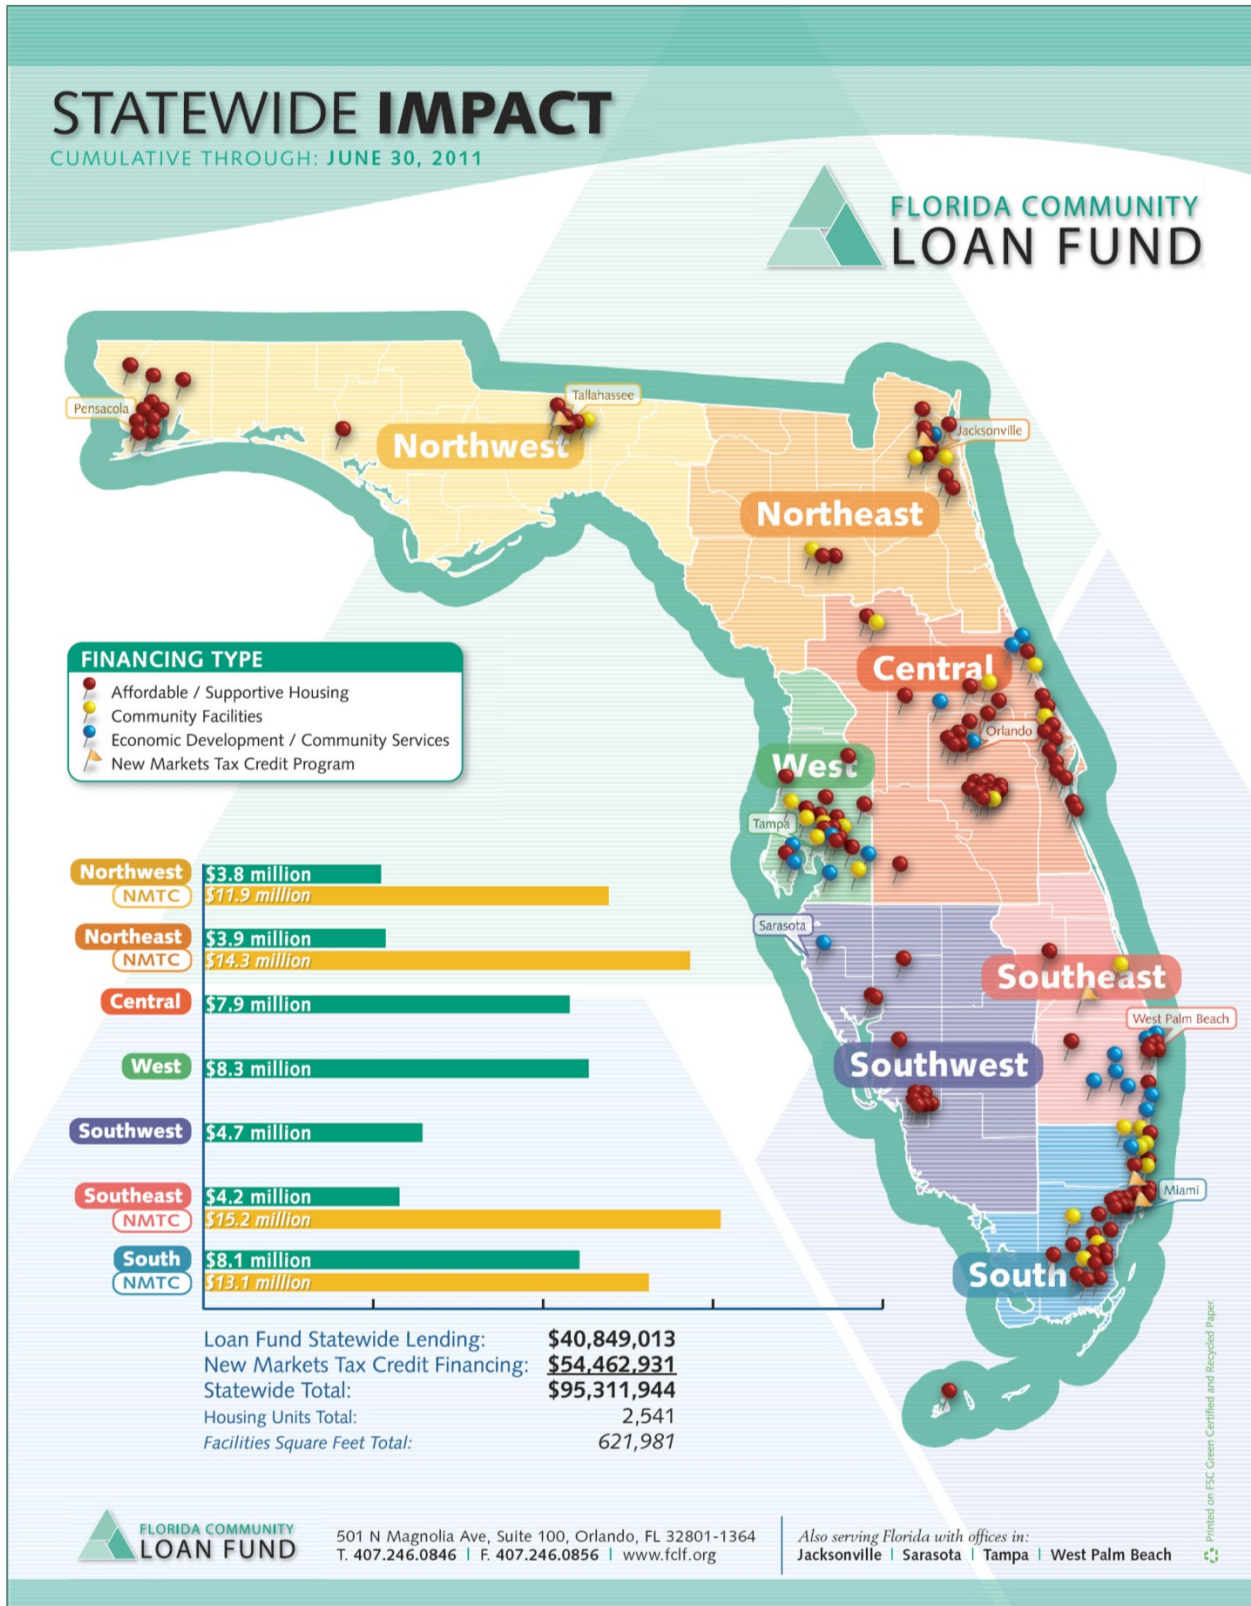 STATEWIDE IMPACT
CUMULATIVE THROUGH: JUNE 30, 2011
FLORIDA COMMUNITY
LOAN FUND
Pensacola
Tallahassee
Northwest
Jacksonville
Northeast
FINANCING TYPE
Affordable / Supportive Housing
Community Facilities
Economic Development / Community Services
New Markets Tax Credit Program
Central
Orlando
West
Tampa
Sarasota
Southeast
West Palm Beach
Southwest
Miami
South
Northwest $3.8 million
NMTC $11.9 million
Northeast $3.9 million
NMTC $14.3 million
Central $7.9 million
West $8.3 million
Southwest $4.7 million
Southeast $4.2 million
NMTC $15.2 million
South $8.1 million
NMTC $13.1 million
Loan Fund Statewide Lending: $40,849,013
New Markets Tax Credit Financing: $54,462,931
Statewide Total: $95,311,944
Housing Units Total: 2,541
Facilities Square Feet Total: 621,981
Printed on FSC Green Certified and Recycled Paper.
FLORIDA COMMUNITY
LOAN FUND
501 N Magnolia Ave, Suite 100, Orlando, FL 32801-1364
T. 407.246.0846 | F. 407.246.0856 | www.fclf.org
Also serving Florida with offices in:
Jacksonville | Sarasota | Tampa | West Palm Beach